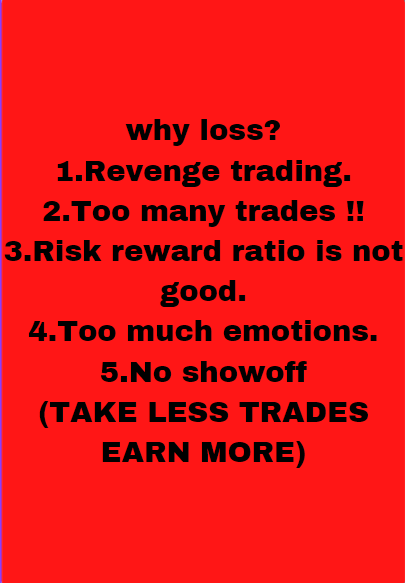 why loss?
1.Revenge trading.
2.Too many trades !!
3.Risk reward ratio is not
good.
4.Too much emotions.
5.No showoff
(TAKE LESS TRADES
EARN MORE)